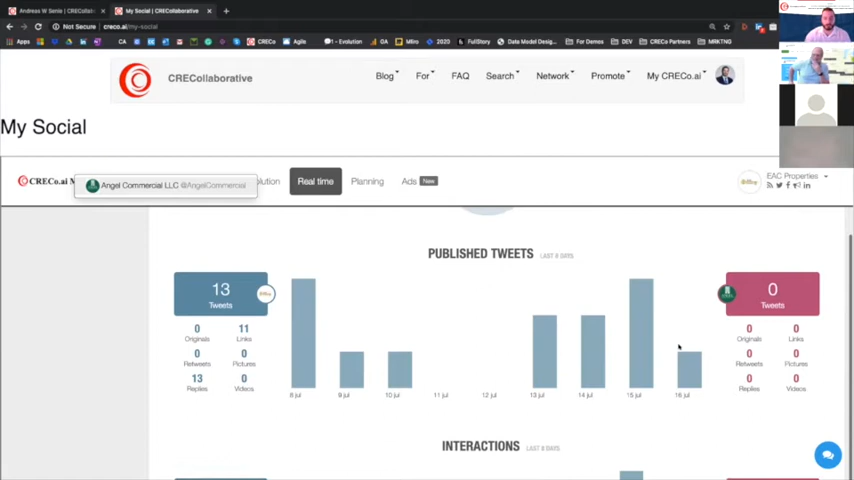 Andreas W Senie | CRECollab
My Social | CRECollaborative
Not Secure | creco.ai/my-social
Apps
CA
1 - Evolution
GA
Miro
2020
FullStory
Data Model Desig...
For Demos
DEV
CRECo Partners
MRKTNG
CRECo
Agile
CRECollaborative
Blog
For
FAQ
Search
Network
Promote
My CRECo.ai
My Social
CRECo.ai M
Angel Commercial LLC @AngelCommercial
lution
Real time
Planning
Ads New
EAC Properties
PUBLISHED TWEETS LAST 8 DAYS
13
Tweets
0
Originals
11
Links
0
Retweets
0
Pictures
13
Replies
0
Videos
8 jul
9 jul
10 jul
11 jul
12 jul
13 jul
14 jul
15 jul
16 jul
0
Tweets
0
Originals
0
Links
0
Retweets
0
Pictures
0
Replies
0
Videos
INTERACTIONS LAST 8 DAYS